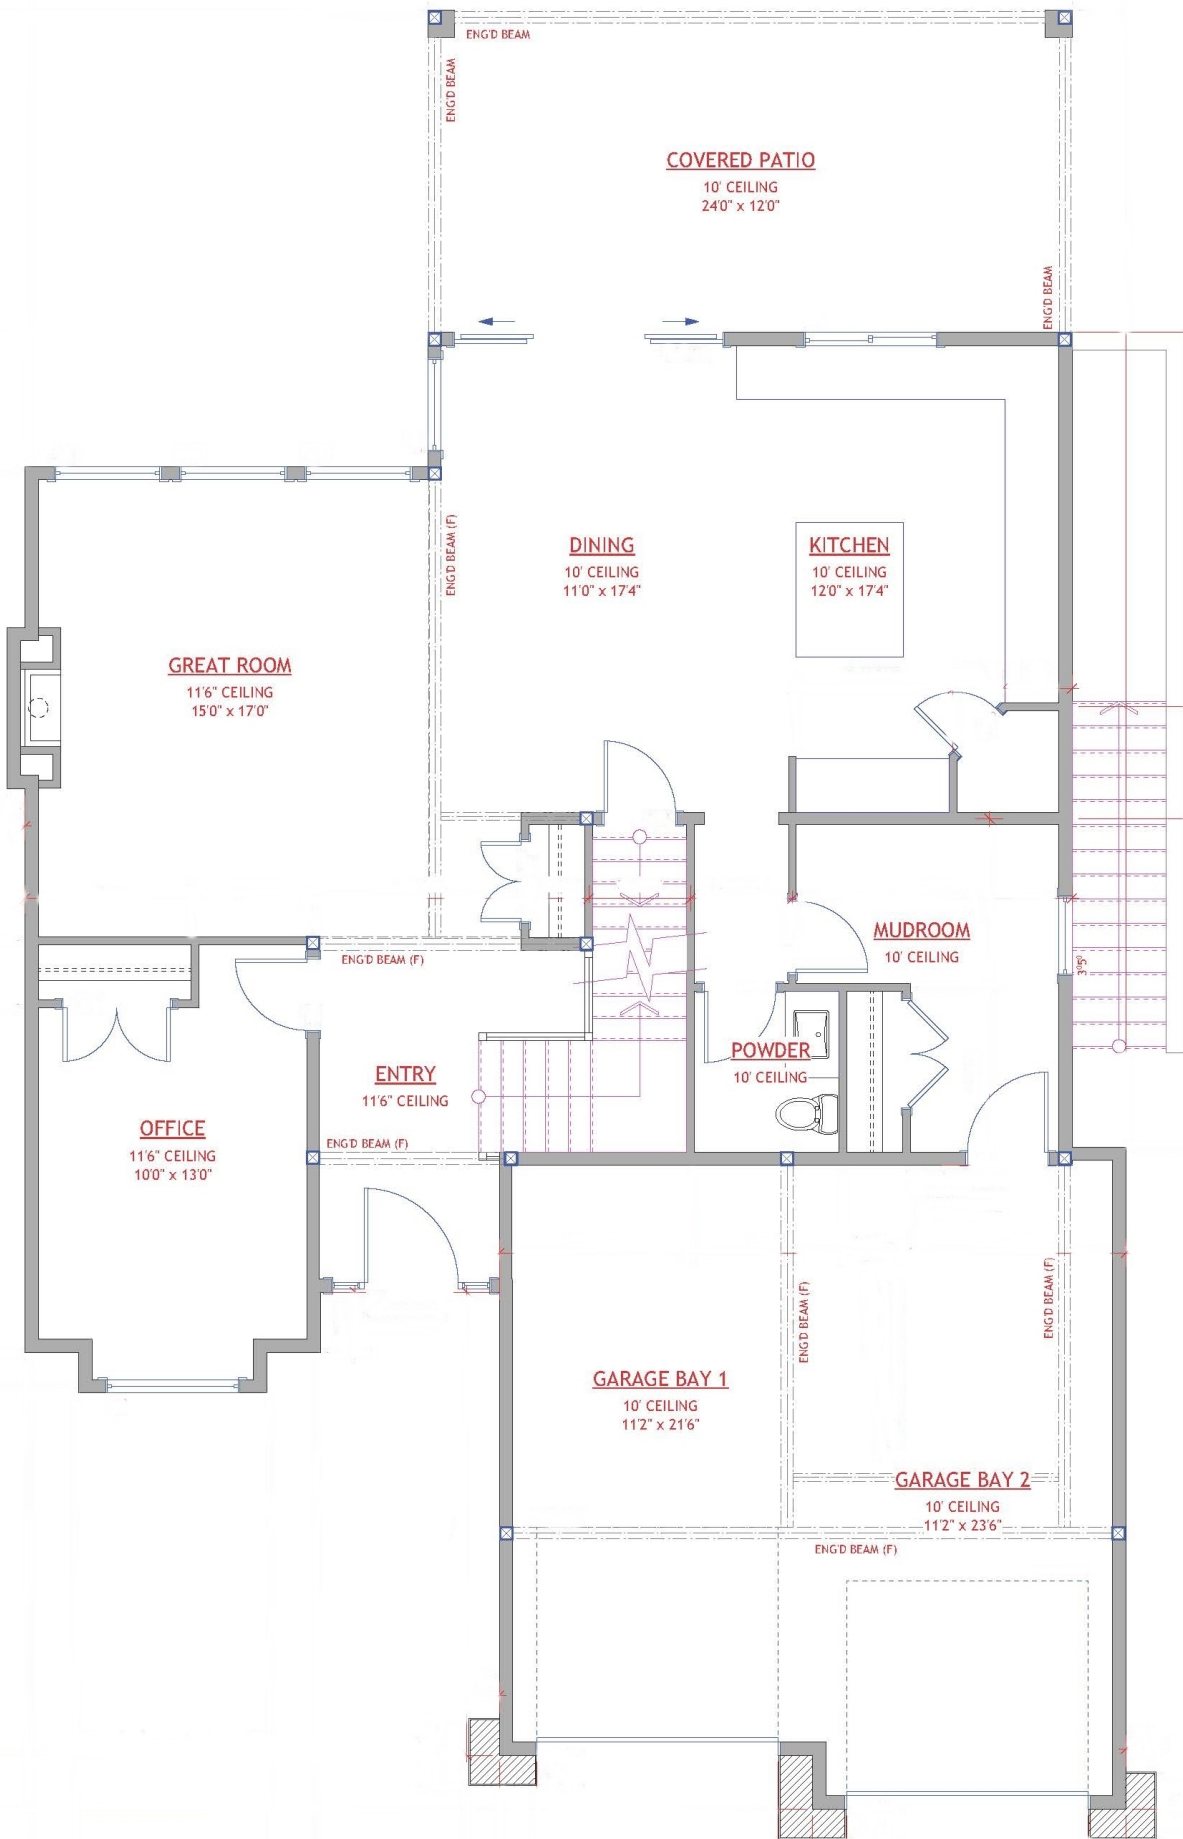 ENG'D BEAM
ENG'D BEAM
COVERED PATIO
10' CEILING
24'0" x 12'0"
ENG'D BEAM
ENG'D BEAM (F)
DINING
10' CEILING
11'0" x 17'4"
KITCHEN
10' CEILING
12'0" x 17'4"
GREAT ROOM
11'6" CEILING
15'0" x 17'0"
MUDROOM
10' CEILING
ENG'D BEAM (F)
3'0"5'0"
POWDER
10' CEILING
ENTRY
11'6" CEILING
OFFICE
11'6" CEILING
10'0" x 13'0"
ENG'D BEAM (F)
ENG'D BEAM (F)
ENG'D BEAM (F)
GARAGE BAY 1
10' CEILING
11'2" x 21'6"
GARAGE BAY 2
10' CEILING
11'2" x 23'6"
ENG'D BEAM (F)